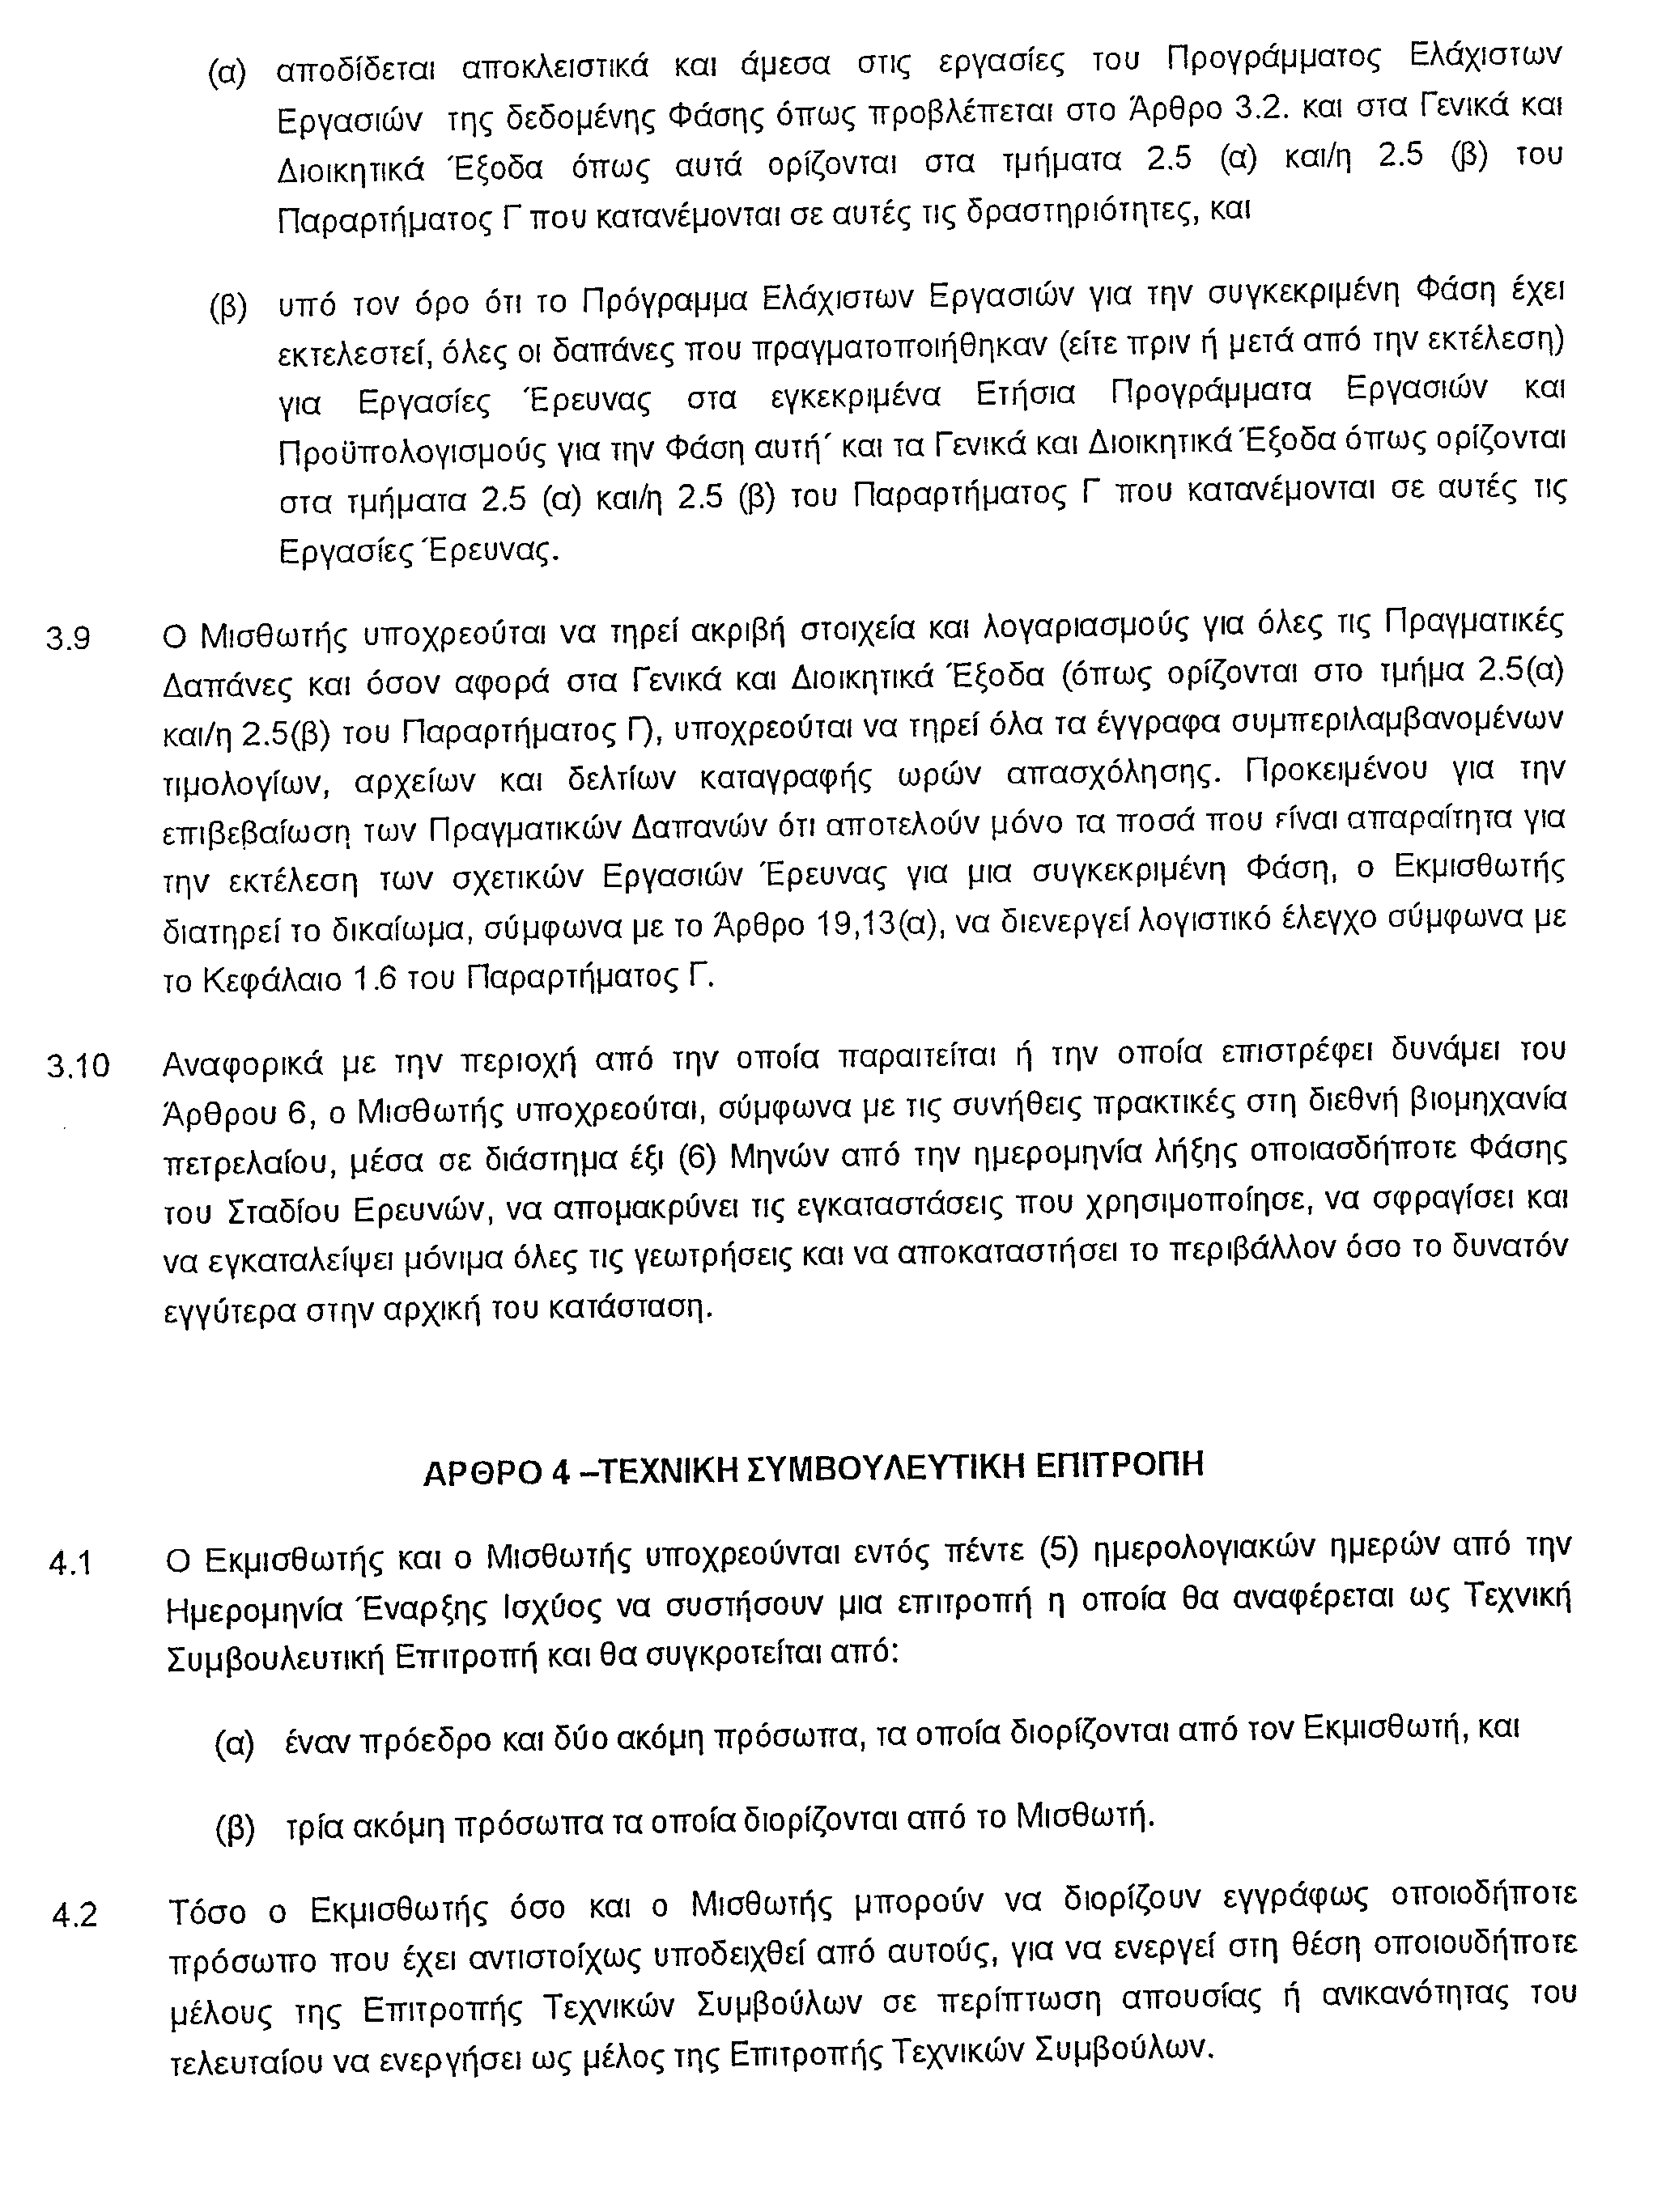 (α) αποδίδεται αποκλειστικά και άμεσα στις εργασίες του Προγράμματος Ελάχιστων
Εργασιών της δεδομένης Φάσης όπως προβλέπεται στο Άρθρο 3.2. και στα Γενικά και
Διοικητικά Έξοδα όπως αυτά ορίζονται στα τμήματα 2.5 (α) και/η 2.5 (β) του
Παραρτήματος Γ που κατανέμονται σε αυτές τις δραστηριότητες, και
(β) υπό τον όρο ότι το Πρόγραμμα Ελάχιστων Εργασιών για την συγκεκριμένη Φάση έχει
εκτελεστεί, όλες οι δαπάνες που πραγματοποιήθηκαν (είτε πριν ή μετά από την εκτέλεση)
για Εργασίες Έρευνας στα εγκεκριμένα Ετήσια Προγράμματα Εργασιών και
Προϋπολογισμούς για την Φάση αυτή΄ και τα Γενικά και Διοικητικά Έξοδα όπως ορίζονται
στα τμήματα 2.5 (α) και/η 2.5 (β) του Παραρτήματος Γ που κατανέμονται σε αυτές τις
Εργασίες Έρευνας.
3.9 Ο Μισθωτής υποχρεούται να τηρεί ακριβή στοιχεία και λογαριασμούς για όλες τις Πραγματικές
Δαπάνες και όσον αφορά στα Γενικά και Διοικητικά Έξοδα (όπως ορίζονται στο τμήμα 2.5(α)
και/η 2.5(β) του Παραρτήματος Γ), υποχρεούται να τηρεί όλα τα έγγραφα συμπεριλαμβανομένων
τιμολογίων, αρχείων και δελτίων καταγραφής ωρών απασχόλησης. Προκειμένου για την
επιβεβαίωση των Πραγματικών Δαπανών ότι αποτελούν μόνο τα ποσά που είναι απαραίτητα για
την εκτέλεση των σχετικών Εργασιών Έρευνας για μια συγκεκριμένη Φάση, ο Εκμισθωτής
διατηρεί το δικαίωμα, σύμφωνα με το Άρθρο 19,13(α), να διενεργεί λογιστικό έλεγχο σύμφωνα με
το Κεφάλαιο 1.6 του Παραρτήματος Γ.
3.10 Αναφορικά με την περιοχή από την οποία παραιτείται ή την οποία επιστρέφει δυνάμει του
Άρθρου 6, ο Μισθωτής υποχρεούται, σύμφωνα με τις συνήθεις πρακτικές στη διεθνή βιομηχανία
πετρελαίου, μέσα σε διάστημα έξι (6) Μηνών από την ημερομηνία λήξης οποιασδήποτε Φάσης
του Σταδίου Ερευνών, να απομακρύνει τις εγκαταστάσεις που χρησιμοποίησε, να σφραγίσει και
να εγκαταλείψει μόνιμα όλες τις γεωτρήσεις και να αποκαταστήσει το περιβάλλον όσο το δυνατόν
εγγύτερα στην αρχική του κατάσταση.
ΑΡΘΡΟ 4 –ΤΕΧΝΙΚΗ ΣΥΜΒΟΥΛΕΥΤΙΚΗ ΕΠΙΤΡΟΠΗ
4.1 Ο Εκμισθωτής και ο Μισθωτής υποχρεούνται εντός πέντε (5) ημερολογιακών ημερών από την
Ημερομηνία Έναρξης Ισχύος να συστήσουν μια επιτροπή η οποία θα αναφέρεται ως Τεχνική
Συμβουλευτική Επιτροπή και θα συγκροτείται από:
(α) έναν πρόεδρο και δύο ακόμη πρόσωπα, τα οποία διορίζονται από τον Εκμισθωτή, και
(β) τρία ακόμη πρόσωπα τα οποία διορίζονται από το Μισθωτή.
4.2 Τόσο ο Εκμισθωτής όσο και ο Μισθωτής μπορούν να διορίζουν εγγράφως οποιοδήποτε
πρόσωπο που έχει αντιστοίχως υποδειχθεί από αυτούς, για να ενεργεί στη θέση οποιουδήποτε
μέλους της Επιτροπής Τεχνικών Συμβούλων σε περίπτωση απουσίας ή ανικανότητας του
τελευταίου να ενεργήσει ως μέλος της Επιτροπής Τεχνικών Συμβούλων.